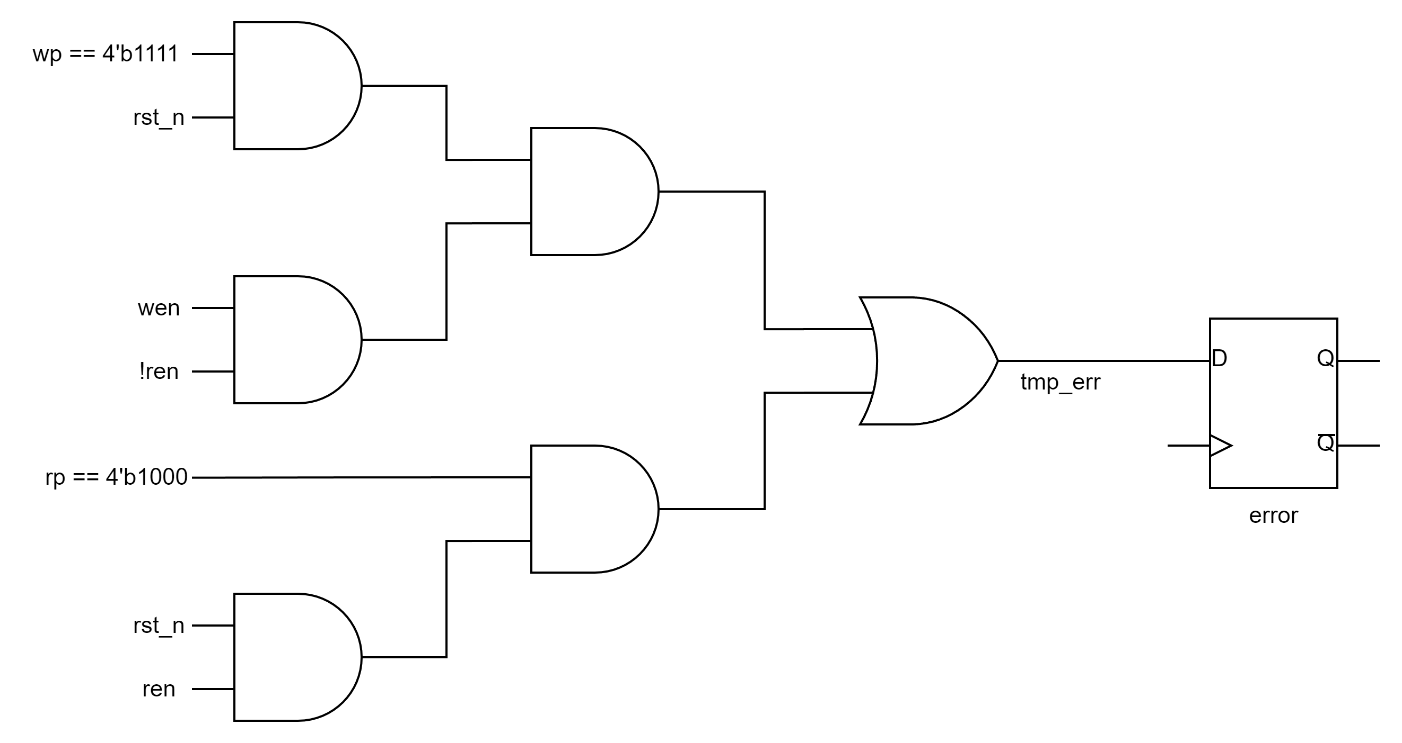 wp == 4'b1111
rst_n
wen
!ren
rp == 4'b1000
rst_n
ren
tmp_err
D
Q
Q̅
error